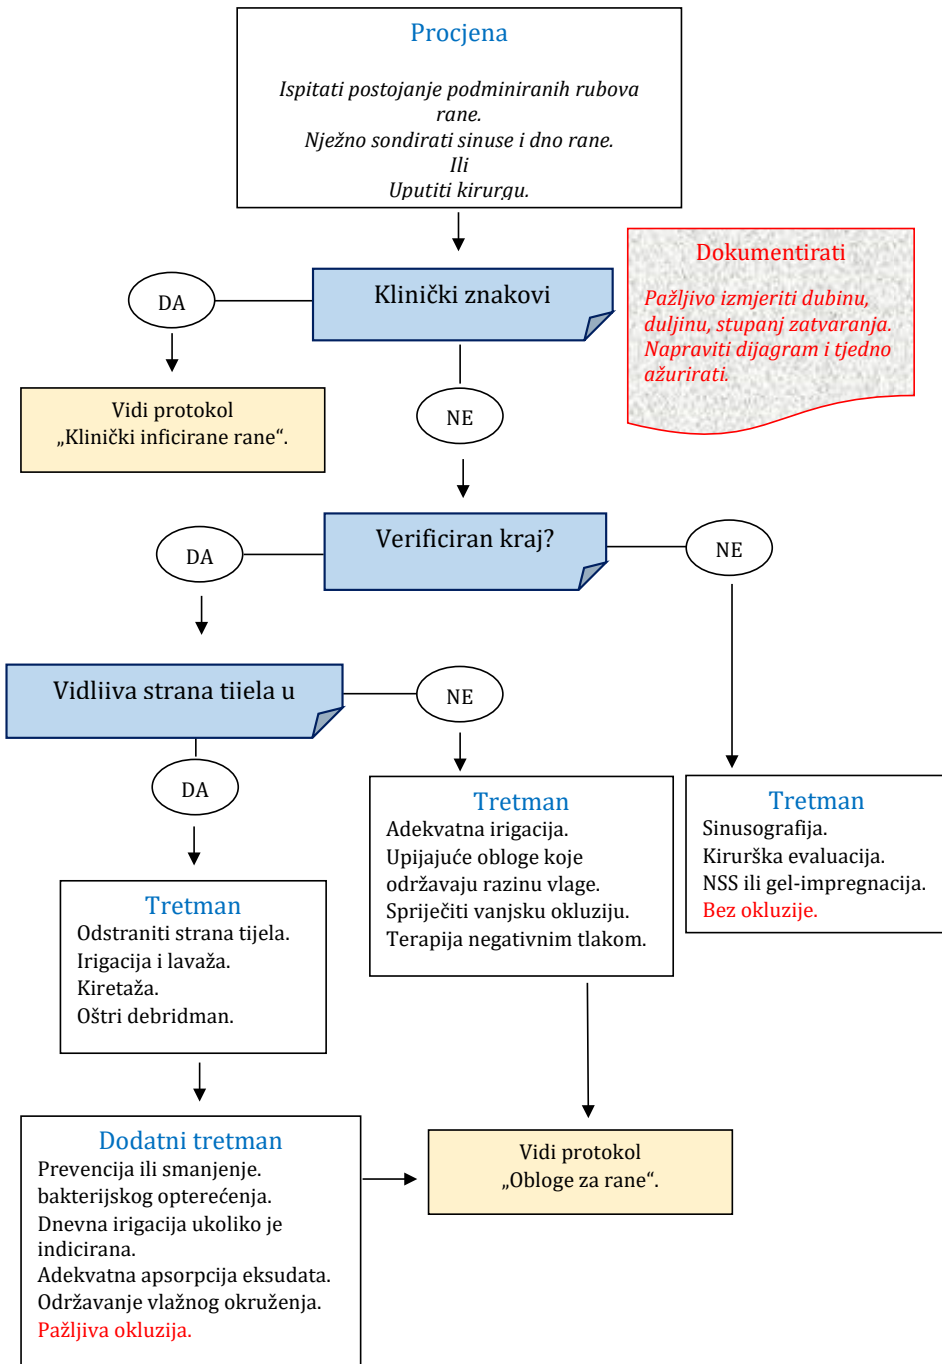 Procjena
Ispitati postojanje podminiranih rubova
rane.
Nježno sondirati sinuse i dno rane.
Ili
Uputiti kirurgu.
Klinički znakovi
DA
NE
Dokumentirati
Pažljivo izmjeriti dubinu,
duljinu, stupanj zatvaranja.
Napraviti dijagram i tjedno
ažurirati.
Vidi protokol
„Klinički inficirane rane“.
Verificiran kraj?
DA
NE
Vidljiva strana tijela u
NE
DA
Tretman
Adekvatna irigacija.
Upijajuće obloge koje
održavaju razinu vlage.
Spriječiti vanjsku okluziju.
Terapija negativnim tlakom.
Tretman
Sinusografija.
Kirurška evaluacija.
NSS ili gel-impregnacija.
Bez okluzije.
Tretman
Odstraniti strana tijela.
Irigacija i lavaža.
Kiretaža.
Oštri debridman.
Dodatni tretman
Prevencija ili smanjenje.
bakterijskog opterećenja.
Dnevna irigacija ukoliko je
indicirana.
Adekvatna apsorpcija eksudata.
Održavanje vlažnog okruženja.
Pažljiva okluzija.
Vidi protokol
„Obloge za rane“.